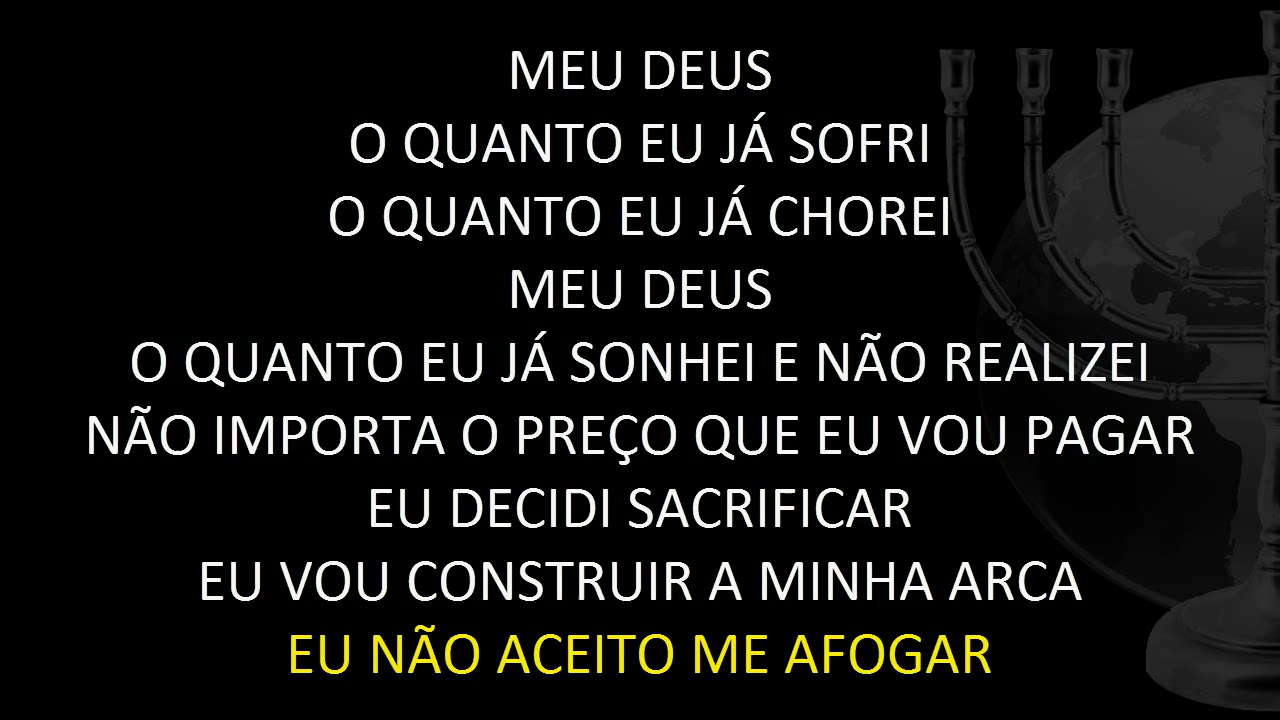 MEU DEUS
O QUANTO EU JÁ SOFRI
O QUANTO EU JÁ CHOREI
MEU DEUS
O QUANTO EU JÁ SONHEI E NÃO REALIZEI
NÃO IMPORTA O PREÇO QUE EU VOU PAGAR
EU DECIDI SACRIFICAR
EU VOU CONSTRUIR A MINHA ARCA
EU NÃO ACEITO ME AFOGAR